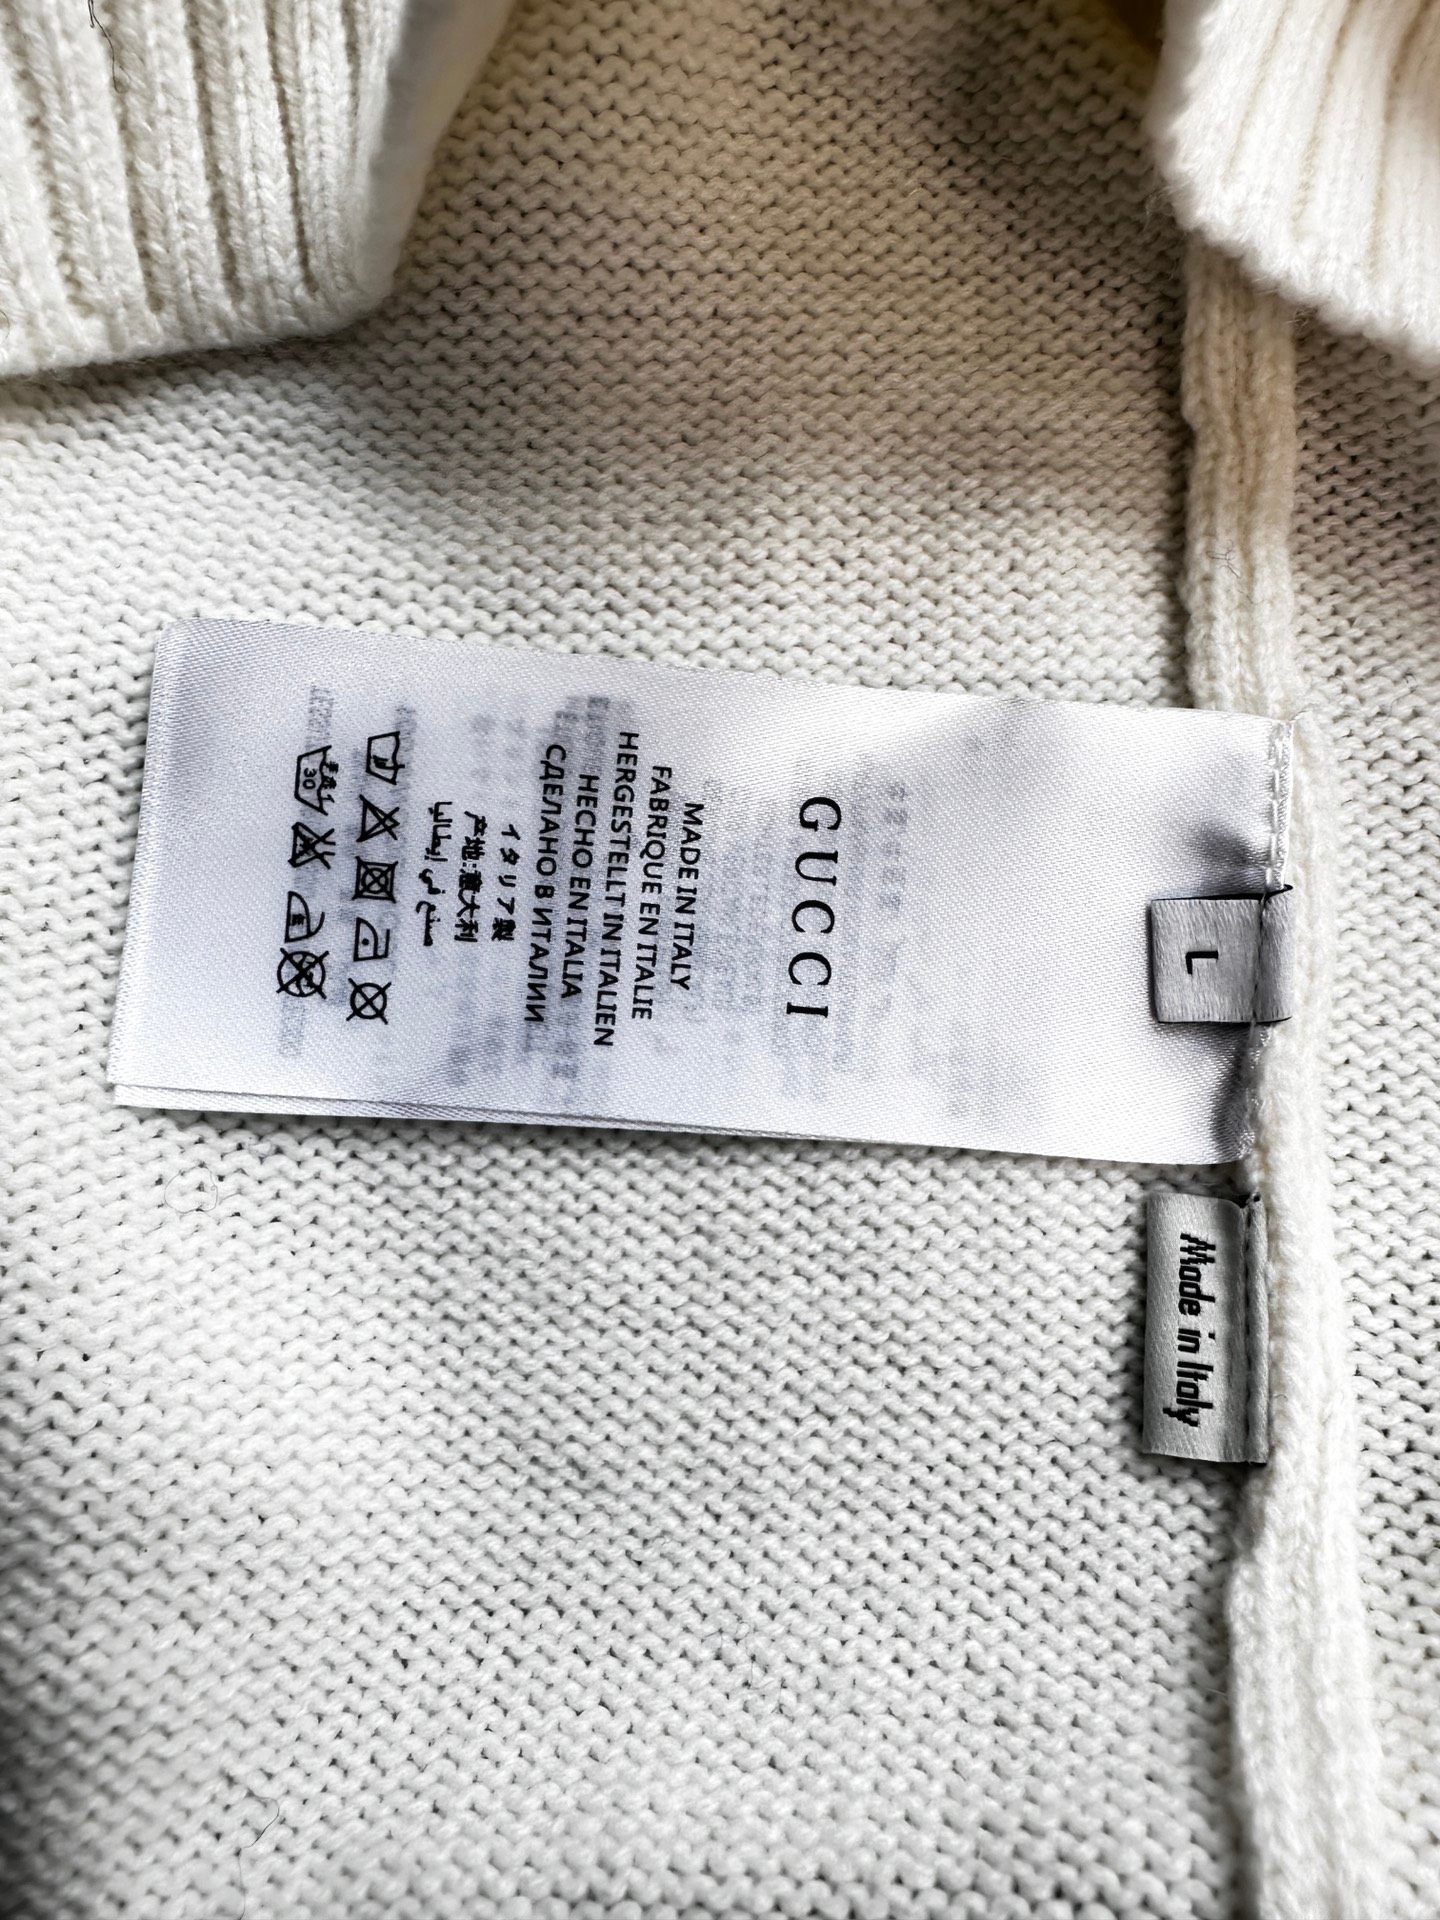 L
GUCCI
MADE IN ITALY
FABRIQUE EN ITALIE
HERGESTELLT IN ITALIEN
HECHO EN ITALIA
СДЕЛАНО В ИТАЛИИ
イタリア製
产地:意大利
صنع في إيطاليا
30
Made in Italy